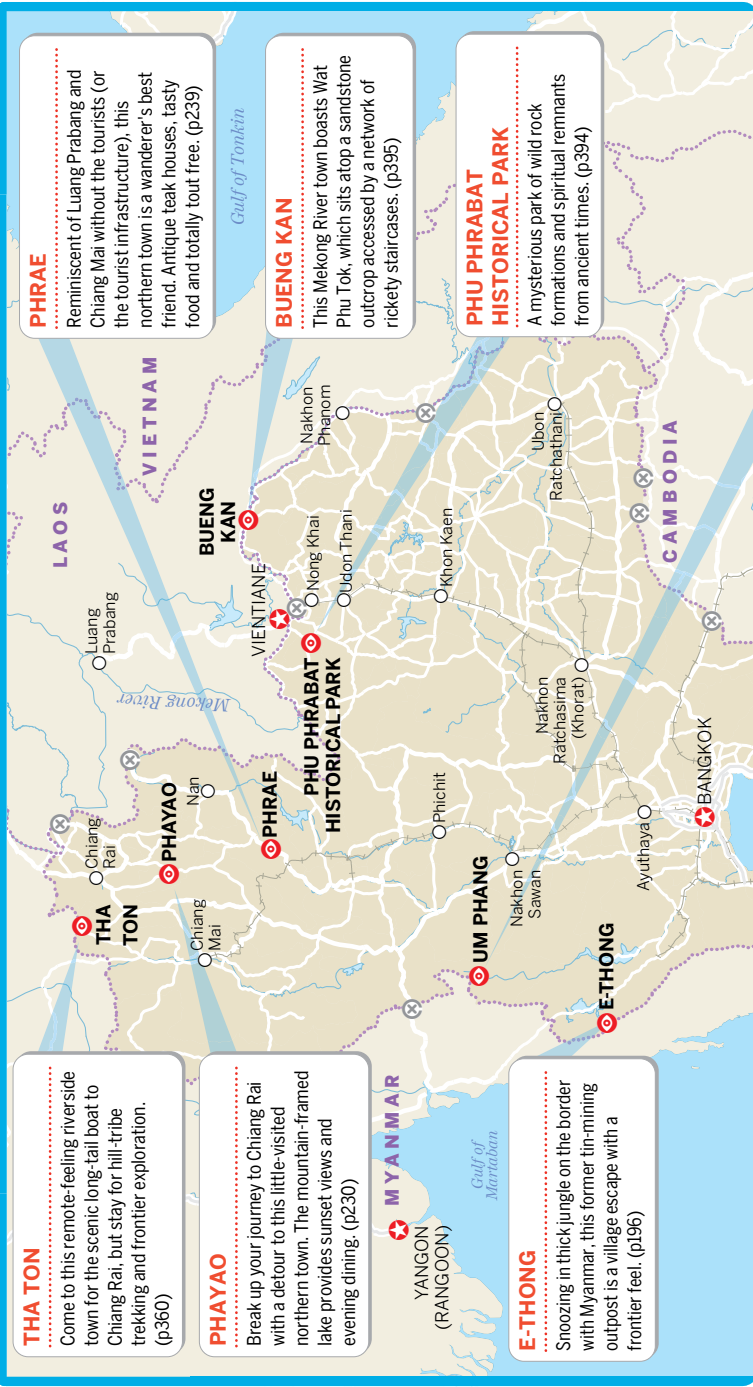 THA TON
Come to this remote-feeling riverside
town for the scenic long-tail boat to
Chiang Rai, but stay for hill-tribe
trekking and frontier exploration.
(p360)
PHAYAO
Break up your journey to Chiang Rai
with a detour to this little-visited
northern town. The mountain-framed
lake provides sunset views and
evening dining. (p230)
E-THONG
Snoozing in thick jungle on the border
with Myanmar, this former tin-mining
outpost is a village escape with a
frontier feel. (p196)
PHRAE
Reminiscent of Luang Prabang and
Chiang Mai without the tourists (or
the tourist infrastructure), this
northern town is a wanderer's best
friend. Antique teak houses, tasty
food and totally tout free. (p239)
BUENG KAN
This Mekong River town boasts Wat
Phu Tok, which sits atop a sandstone
outcrop accessed by a network of
rickety staircases. (p395)
PHU PHRABAT
HISTORICAL PARK
A mysterious park of wild rock
formations and spiritual remnants
from ancient times. (p394)
LAOS
VIETNAM
Gulf of Tonkin
Luang
Prabang
Mekong River
Chiang
Rai
THA
TON
PHAYAO
Nan
Chiang
Mai
PHRAE
BUENG
KAN
VIENTIANE
Nong Khai
PHU PHRABAT
HISTORICAL PARK
Udon Thani
Nakhon
Phanom
Khon Kaen
Phichit
MYANMAR
YANGON
(RANGOON)
Gulf of
Martaban
UM PHANG
Nakhon
Sawan
Nakhon
Ratchasima
(Khorat)
Ubon
Ratchathani
E-THONG
Ayuthaya
BANGKOK
CAMBODIA